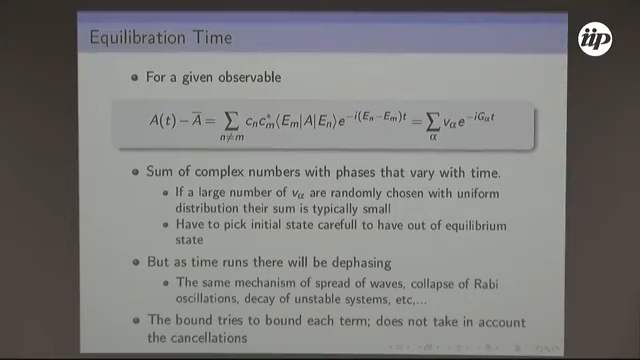 Equilibration Time
iip
For a given observable
A(t) − A̅ = ∑_{n≠m} c_n c_m^* ⟨E_m|A|E_n⟩ e^{−i(E_n−E_m)t} = ∑_α v_α e^{−iG_α t}
Sum of complex numbers with phases that vary with time.
If a large number of v_α are randomly chosen with uniform
distribution their sum is typically small
Have to pick initial state carefull to have out of equilibrium
state
But as time runs there will be dephasing
The same mechanism of spread of waves, collapse of Rabi
oscillations, decay of unstable systems, etc,...
The bound tries to bound each term; does not take in account
the cancellations